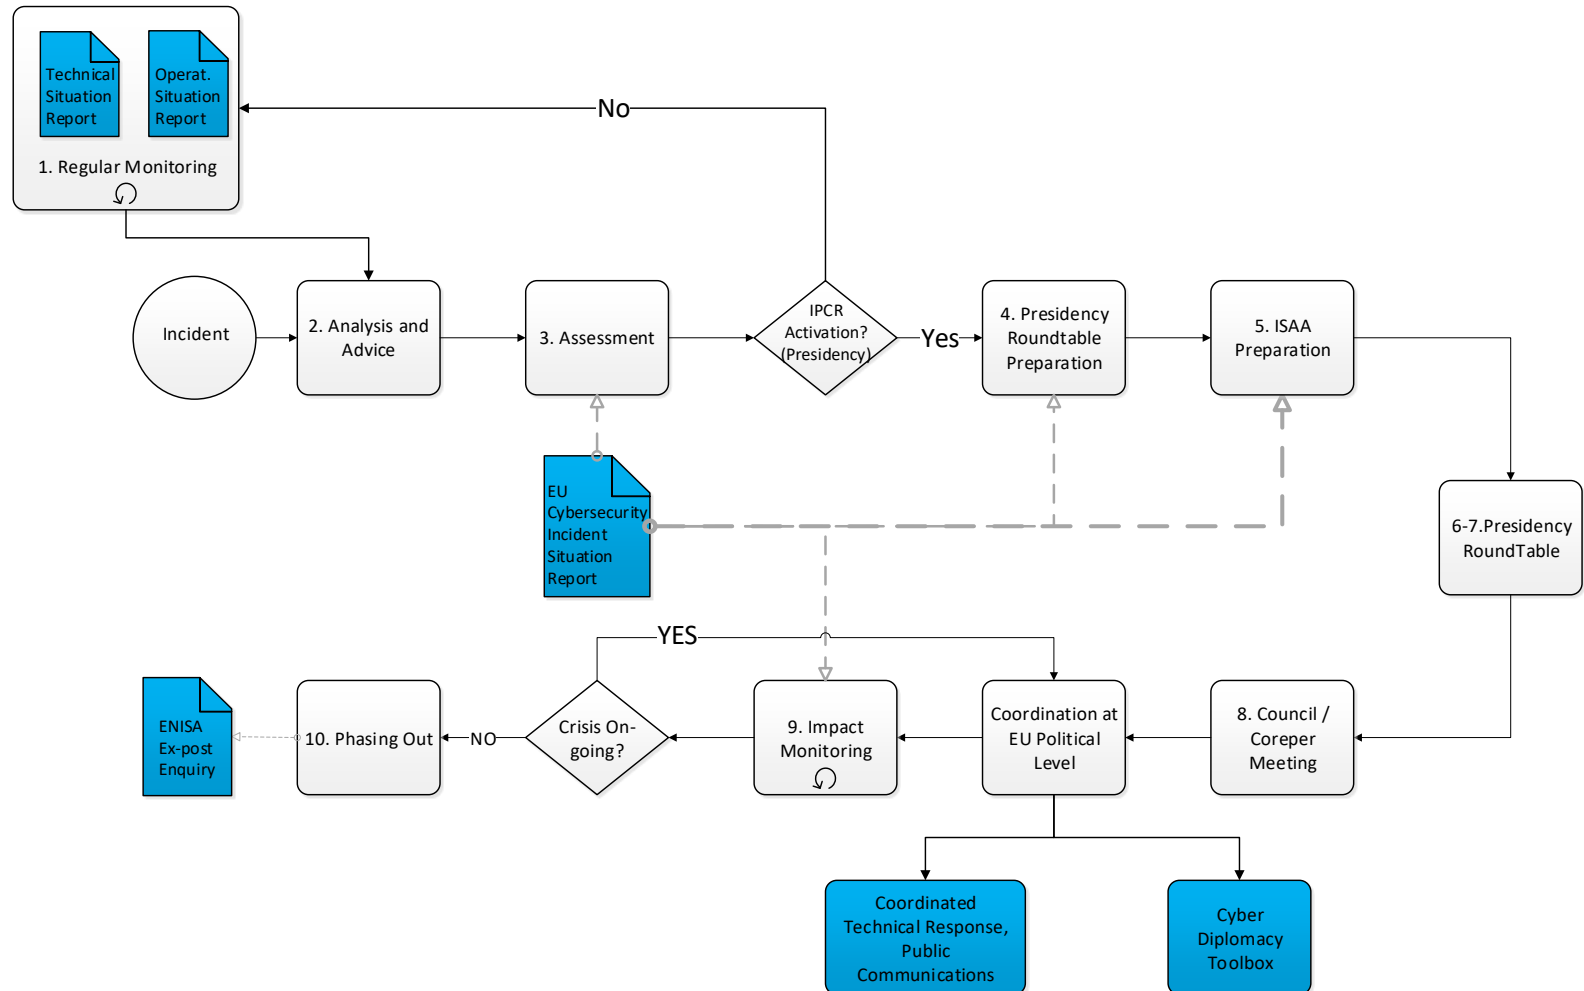 Technical
Situation
Report
Operat.
Situation
Report
1. Regular Monitoring
No
Incident
2. Analysis and
Advice
3. Assessment
IPCR
Activation?
(Presidency)
Yes
4. Presidency
Roundtable
Preparation
5. ISAA
Preparation
EU
Cybersecurity
Incident
Situation
Report
6-7.Presidency
RoundTable
YES
ENISA
Ex-post
Enquiry
10. Phasing Out
NO
Crisis On-
going?
9. Impact
Monitoring
Coordination at
EU Political
Level
8. Council /
Coreper
Meeting
Coordinated
Technical Response,
Public
Communications
Cyber
Diplomacy
Toolbox